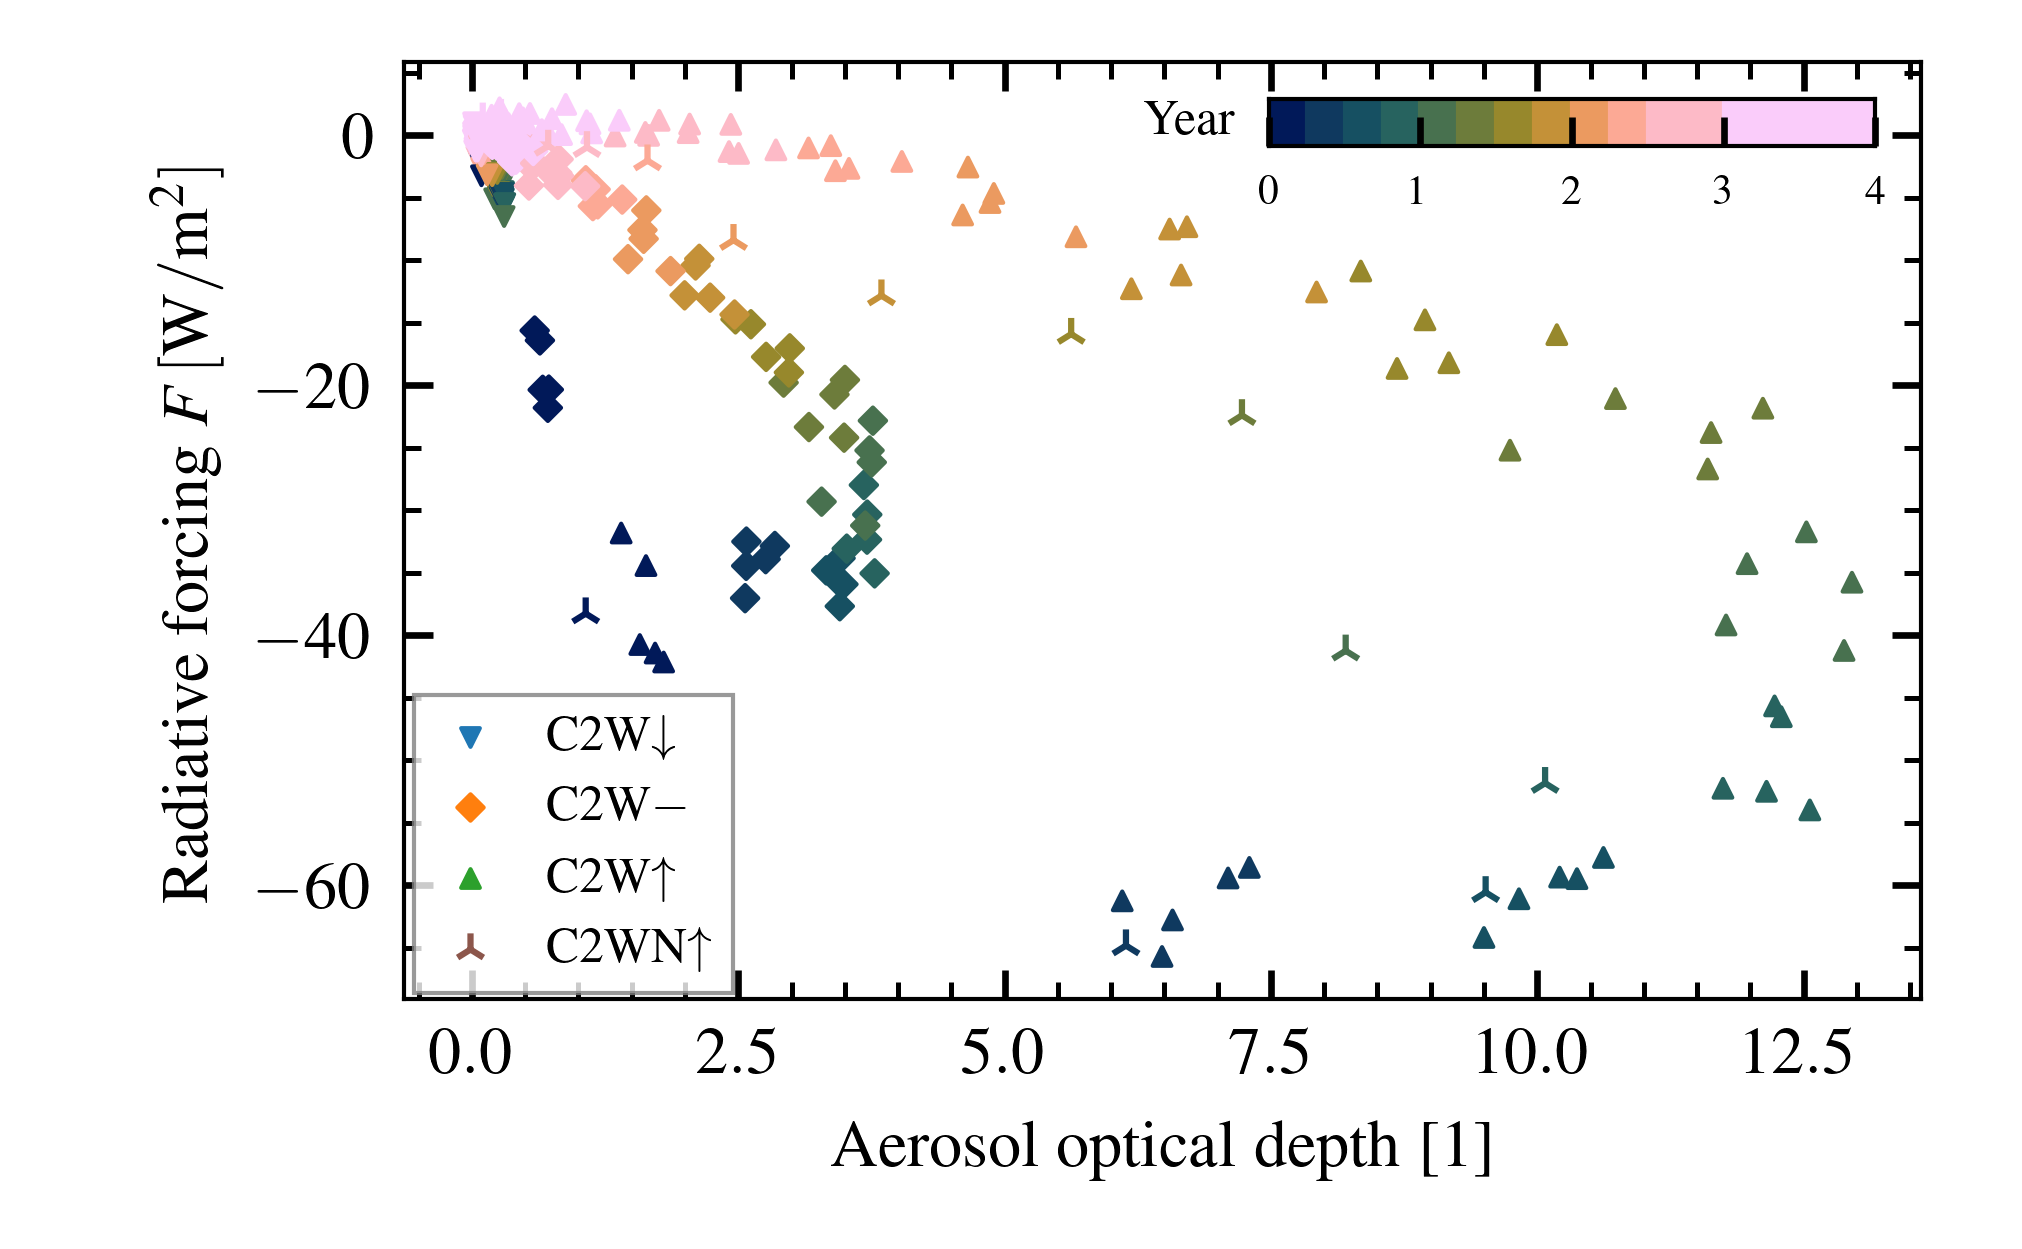 Year
0 1 2 3 4
0
−20
−40
−60
Radiative forcing F [W/m²]
C2W↓
C2W−
C2W↑
C2WN↑
0.0 2.5 5.0 7.5 10.0 12.5
Aerosol optical depth [1]